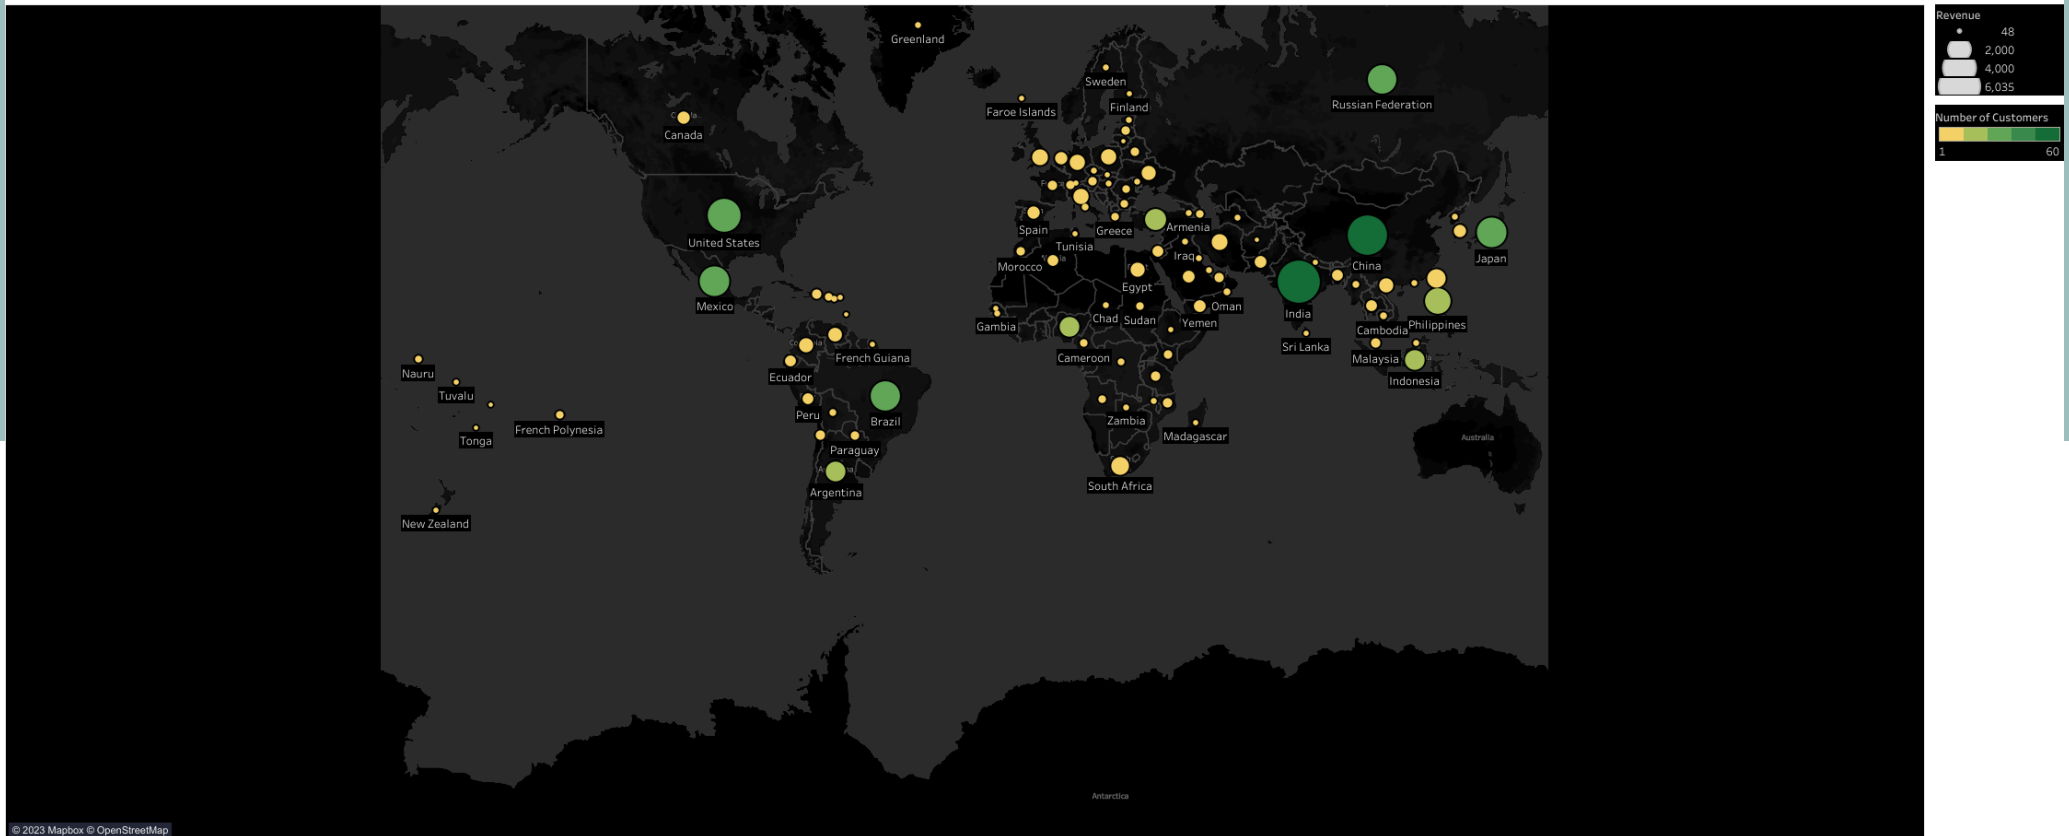 Greenland
Sweden
Finland
Faroe Islands
Russian Federation
Canada
Spain
Greece
Armenia
United States
Tunisia
Morocco
Iraq
China
Japan
Egypt
Mexico
Gambia
Chad
Sudan
Yemen
Oman
India
Cambodia
Philippines
Sri Lanka
Cameroon
French Guiana
Malaysia
Nauru
Ecuador
Indonesia
Tuvalu
Peru
Brazil
Zambia
French Polynesia
Tonga
Madagascar
Australia
Paraguay
Argentina
South Africa
New Zealand
Antarctica
© 2023 Mapbox © OpenStreetMap
Revenue
48
2,000
4,000
6,035
Number of Customers
1 60